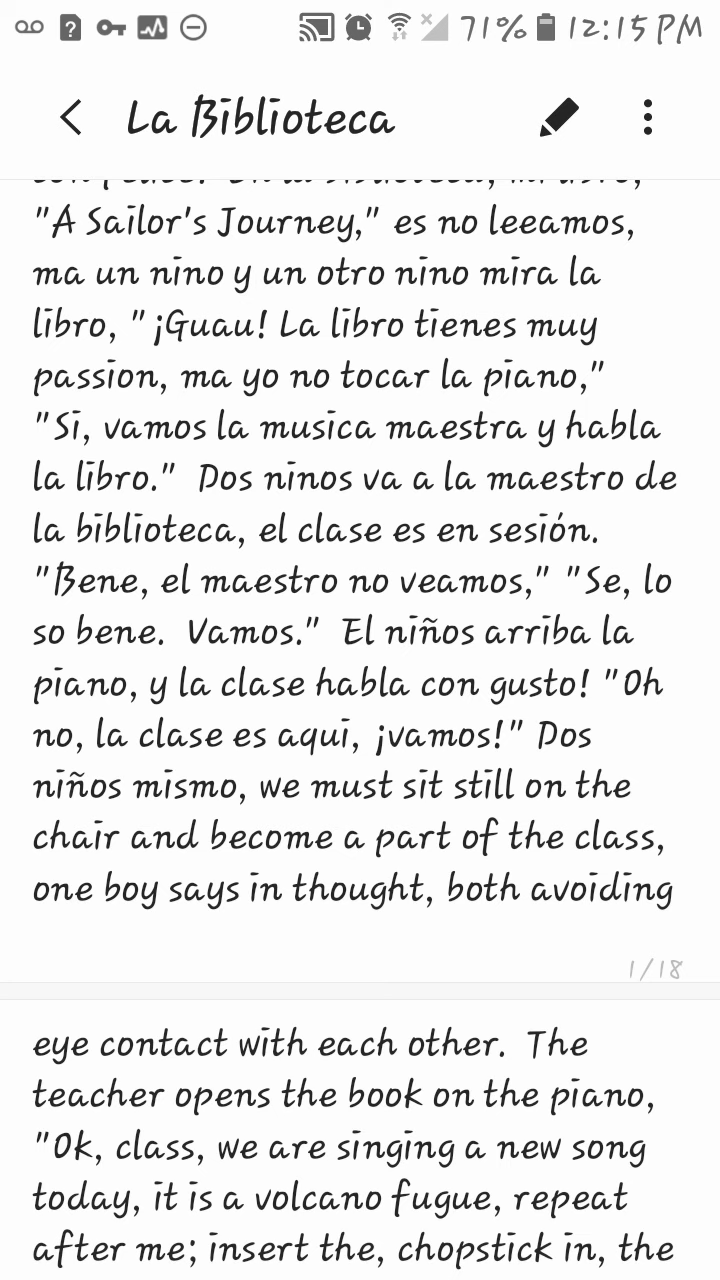 71% 12:15 PM
La Biblioteca
"A Sailor's Journey," es no leeamos,
ma un nino y un otro nino mira la
libro, "¡Guau! La libro tienes muy
passion, ma yo no tocar la piano,"
"Si, vamos la musica maestra y habla
la libro."  Dos ninos va a la maestro de
la biblioteca, el clase es en sesión.
"Bene, el maestro no veamos," "Se, lo
so bene.  Vamos."  El niños arriba la
piano, y la clase habla con gusto! "Oh
no, la clase es aqui, ¡vamos!" Dos
niños mismo, we must sit still on the
chair and become a part of the class,
one boy says in thought, both avoiding
1/18
eye contact with each other.  The
teacher opens the book on the piano,
"Ok, class, we are singing a new song
today, it is a volcano fugue, repeat
after me; insert the, chopstick in, the